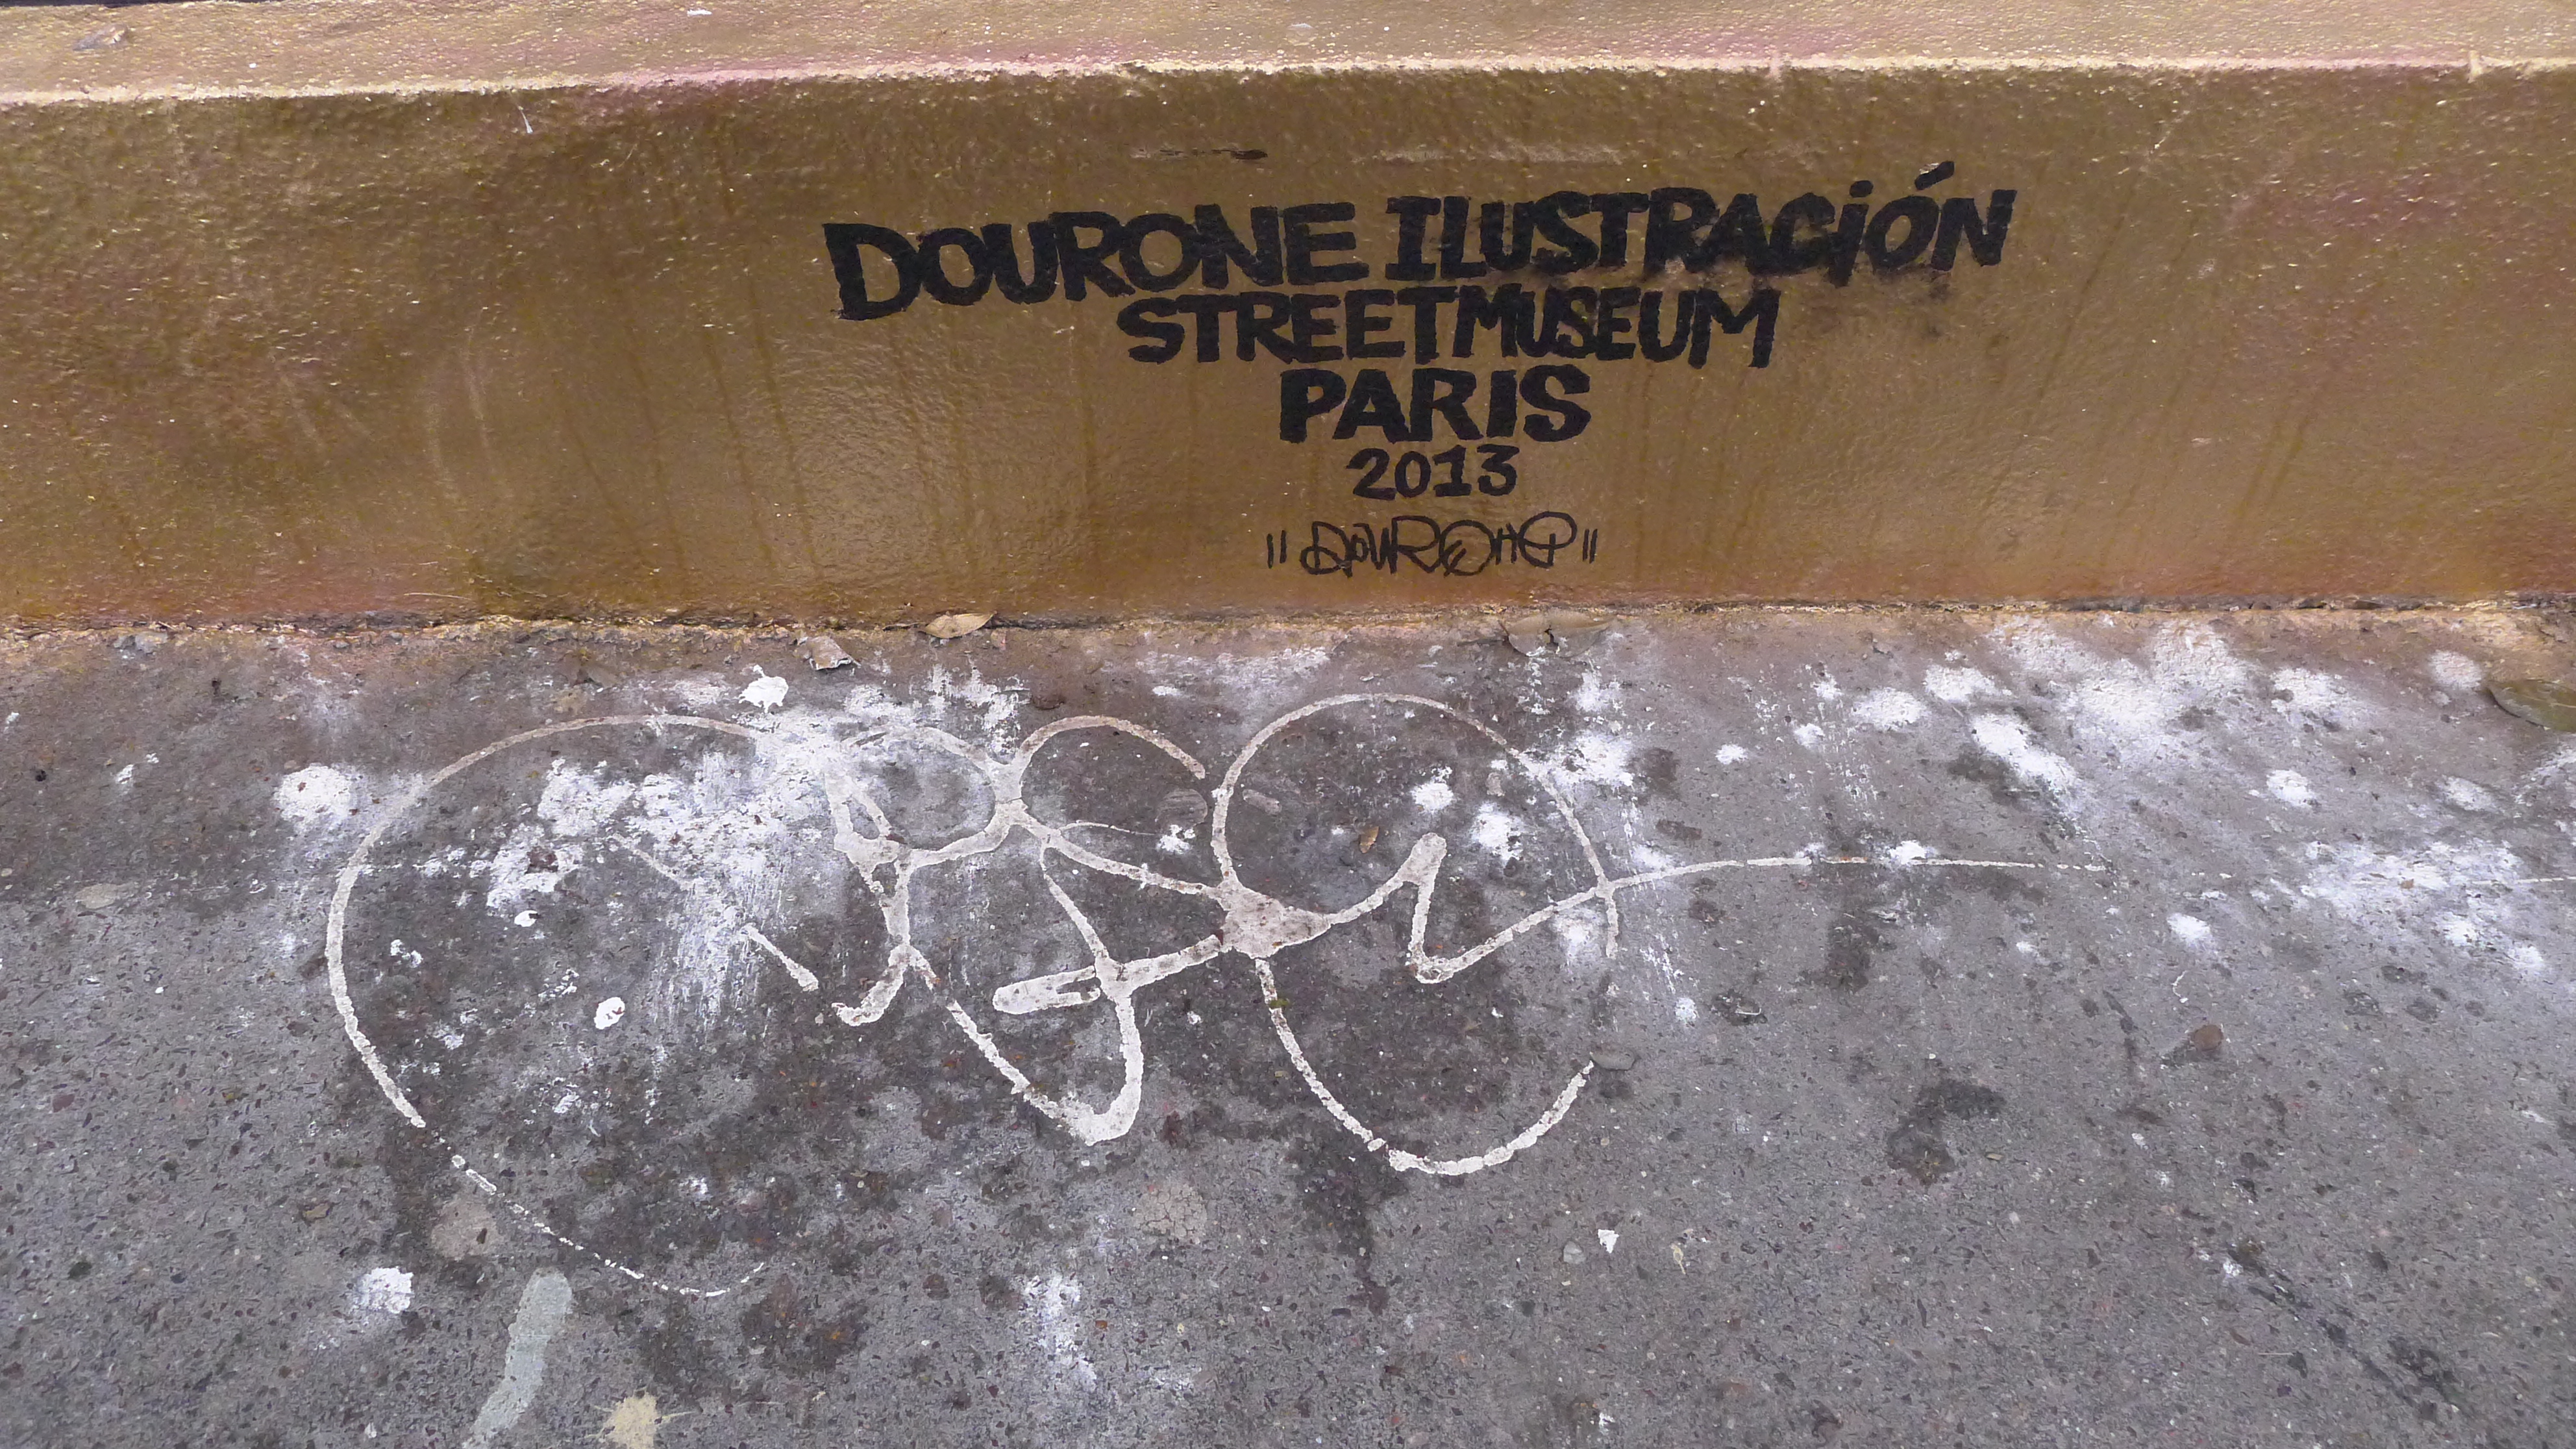 DOURONE ILUSTRACiÓN
STREETMUSEUM
PARIS
2013
"DOURONE"